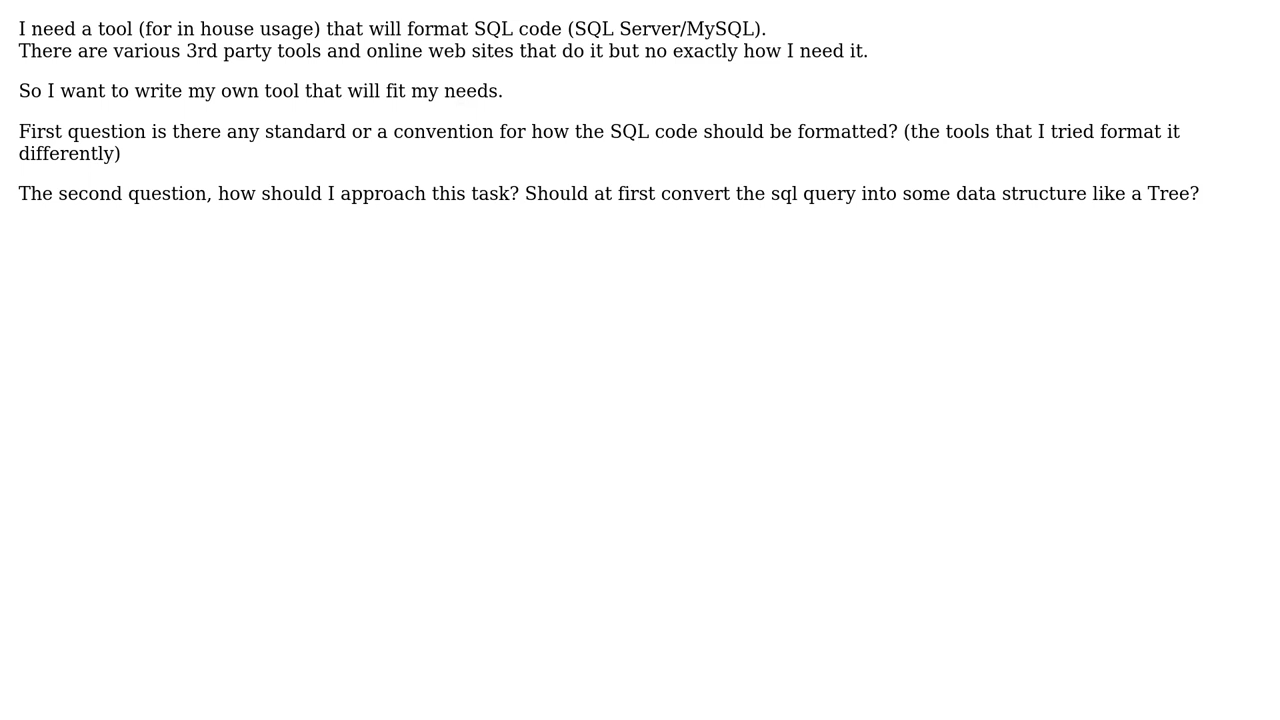 I need a tool (for in house usage) that will format SQL code (SQL Server/MySQL).
There are various 3rd party tools and online web sites that do it but no exactly how I need it.
So I want to write my own tool that will fit my needs.
First question is there any standard or a convention for how the SQL code should be formatted? (the tools that I tried format it
differently)
The second question, how should I approach this task? Should at first convert the sql query into some data structure like a Tree?